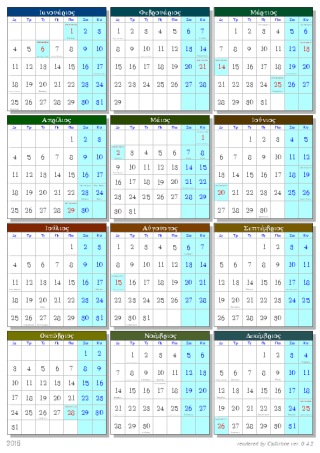 Ιανουάριος
Δε Τρ Τε Πε Πα Σα Κυ
1 2 3
4 5 6 7 8 9 10
11 12 13 14 15 16 17
18 19 20 21 22 23 24
25 26 27 28 29 30 31
Φεβρουάριος
Δε Τρ Τε Πε Πα Σα Κυ
1 2 3 4 5 6 7
8 9 10 11 12 13 14
15 16 17 18 19 20 21
22 23 24 25 26 27 28
29
Μάρτιος
Δε Τρ Τε Πε Πα Σα Κυ
1 2 3 4 5 6
7 8 9 10 11 12 13
14 15 16 17 18 19 20
21 22 23 24 25 26 27
28 29 30 31
Απρίλιος
Δε Τρ Τε Πε Πα Σα Κυ
1 2 3
4 5 6 7 8 9 10
11 12 13 14 15 16 17
18 19 20 21 22 23 24
25 26 27 28 29 30
Μάιος
Δε Τρ Τε Πε Πα Σα Κυ
1
2 3 4 5 6 7 8
9 10 11 12 13 14 15
16 17 18 19 20 21 22
23 24 25 26 27 28 29
30 31
Ιούνιος
Δε Τρ Τε Πε Πα Σα Κυ
1 2 3 4 5
6 7 8 9 10 11 12
13 14 15 16 17 18 19
20 21 22 23 24 25 26
27 28 29 30
Ιούλιος
Δε Τρ Τε Πε Πα Σα Κυ
1 2 3
4 5 6 7 8 9 10
11 12 13 14 15 16 17
18 19 20 21 22 23 24
25 26 27 28 29 30 31
Αύγουστος
Δε Τρ Τε Πε Πα Σα Κυ
1 2 3 4 5 6 7
8 9 10 11 12 13 14
15 16 17 18 19 20 21
22 23 24 25 26 27 28
29 30 31
Σεπτέμβριος
Δε Τρ Τε Πε Πα Σα Κυ
1 2 3 4
5 6 7 8 9 10 11
12 13 14 15 16 17 18
19 20 21 22 23 24 25
26 27 28 29 30
Οκτώβριος
Δε Τρ Τε Πε Πα Σα Κυ
1 2
3 4 5 6 7 8 9
10 11 12 13 14 15 16
17 18 19 20 21 22 23
24 25 26 27 28 29 30
31
Νοέμβριος
Δε Τρ Τε Πε Πα Σα Κυ
1 2 3 4 5 6
7 8 9 10 11 12 13
14 15 16 17 18 19 20
21 22 23 24 25 26 27
28 29 30
Δεκέμβριος
Δε Τρ Τε Πε Πα Σα Κυ
1 2 3 4
5 6 7 8 9 10 11
12 13 14 15 16 17 18
19 20 21 22 23 24 25
26 27 28 29 30 31
2016
rendered by ver. 0.4.2